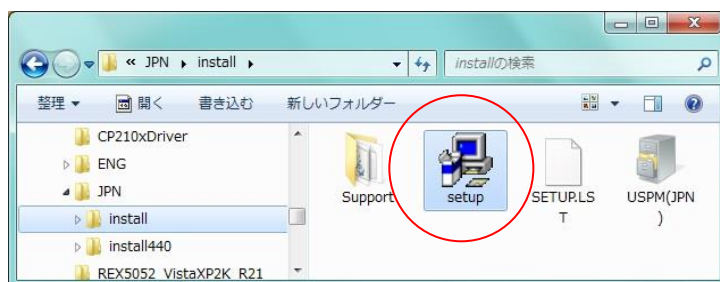 « JPN ▸ install ▸
installの検索
整理 ▼
開く
書き込む
新しいフォルダー
CP210xDriver
ENG
JPN
install
install440
REX5052_VistaXP2K_R21
Support
setup
SETUP.LS
T
USPM(JPN
)